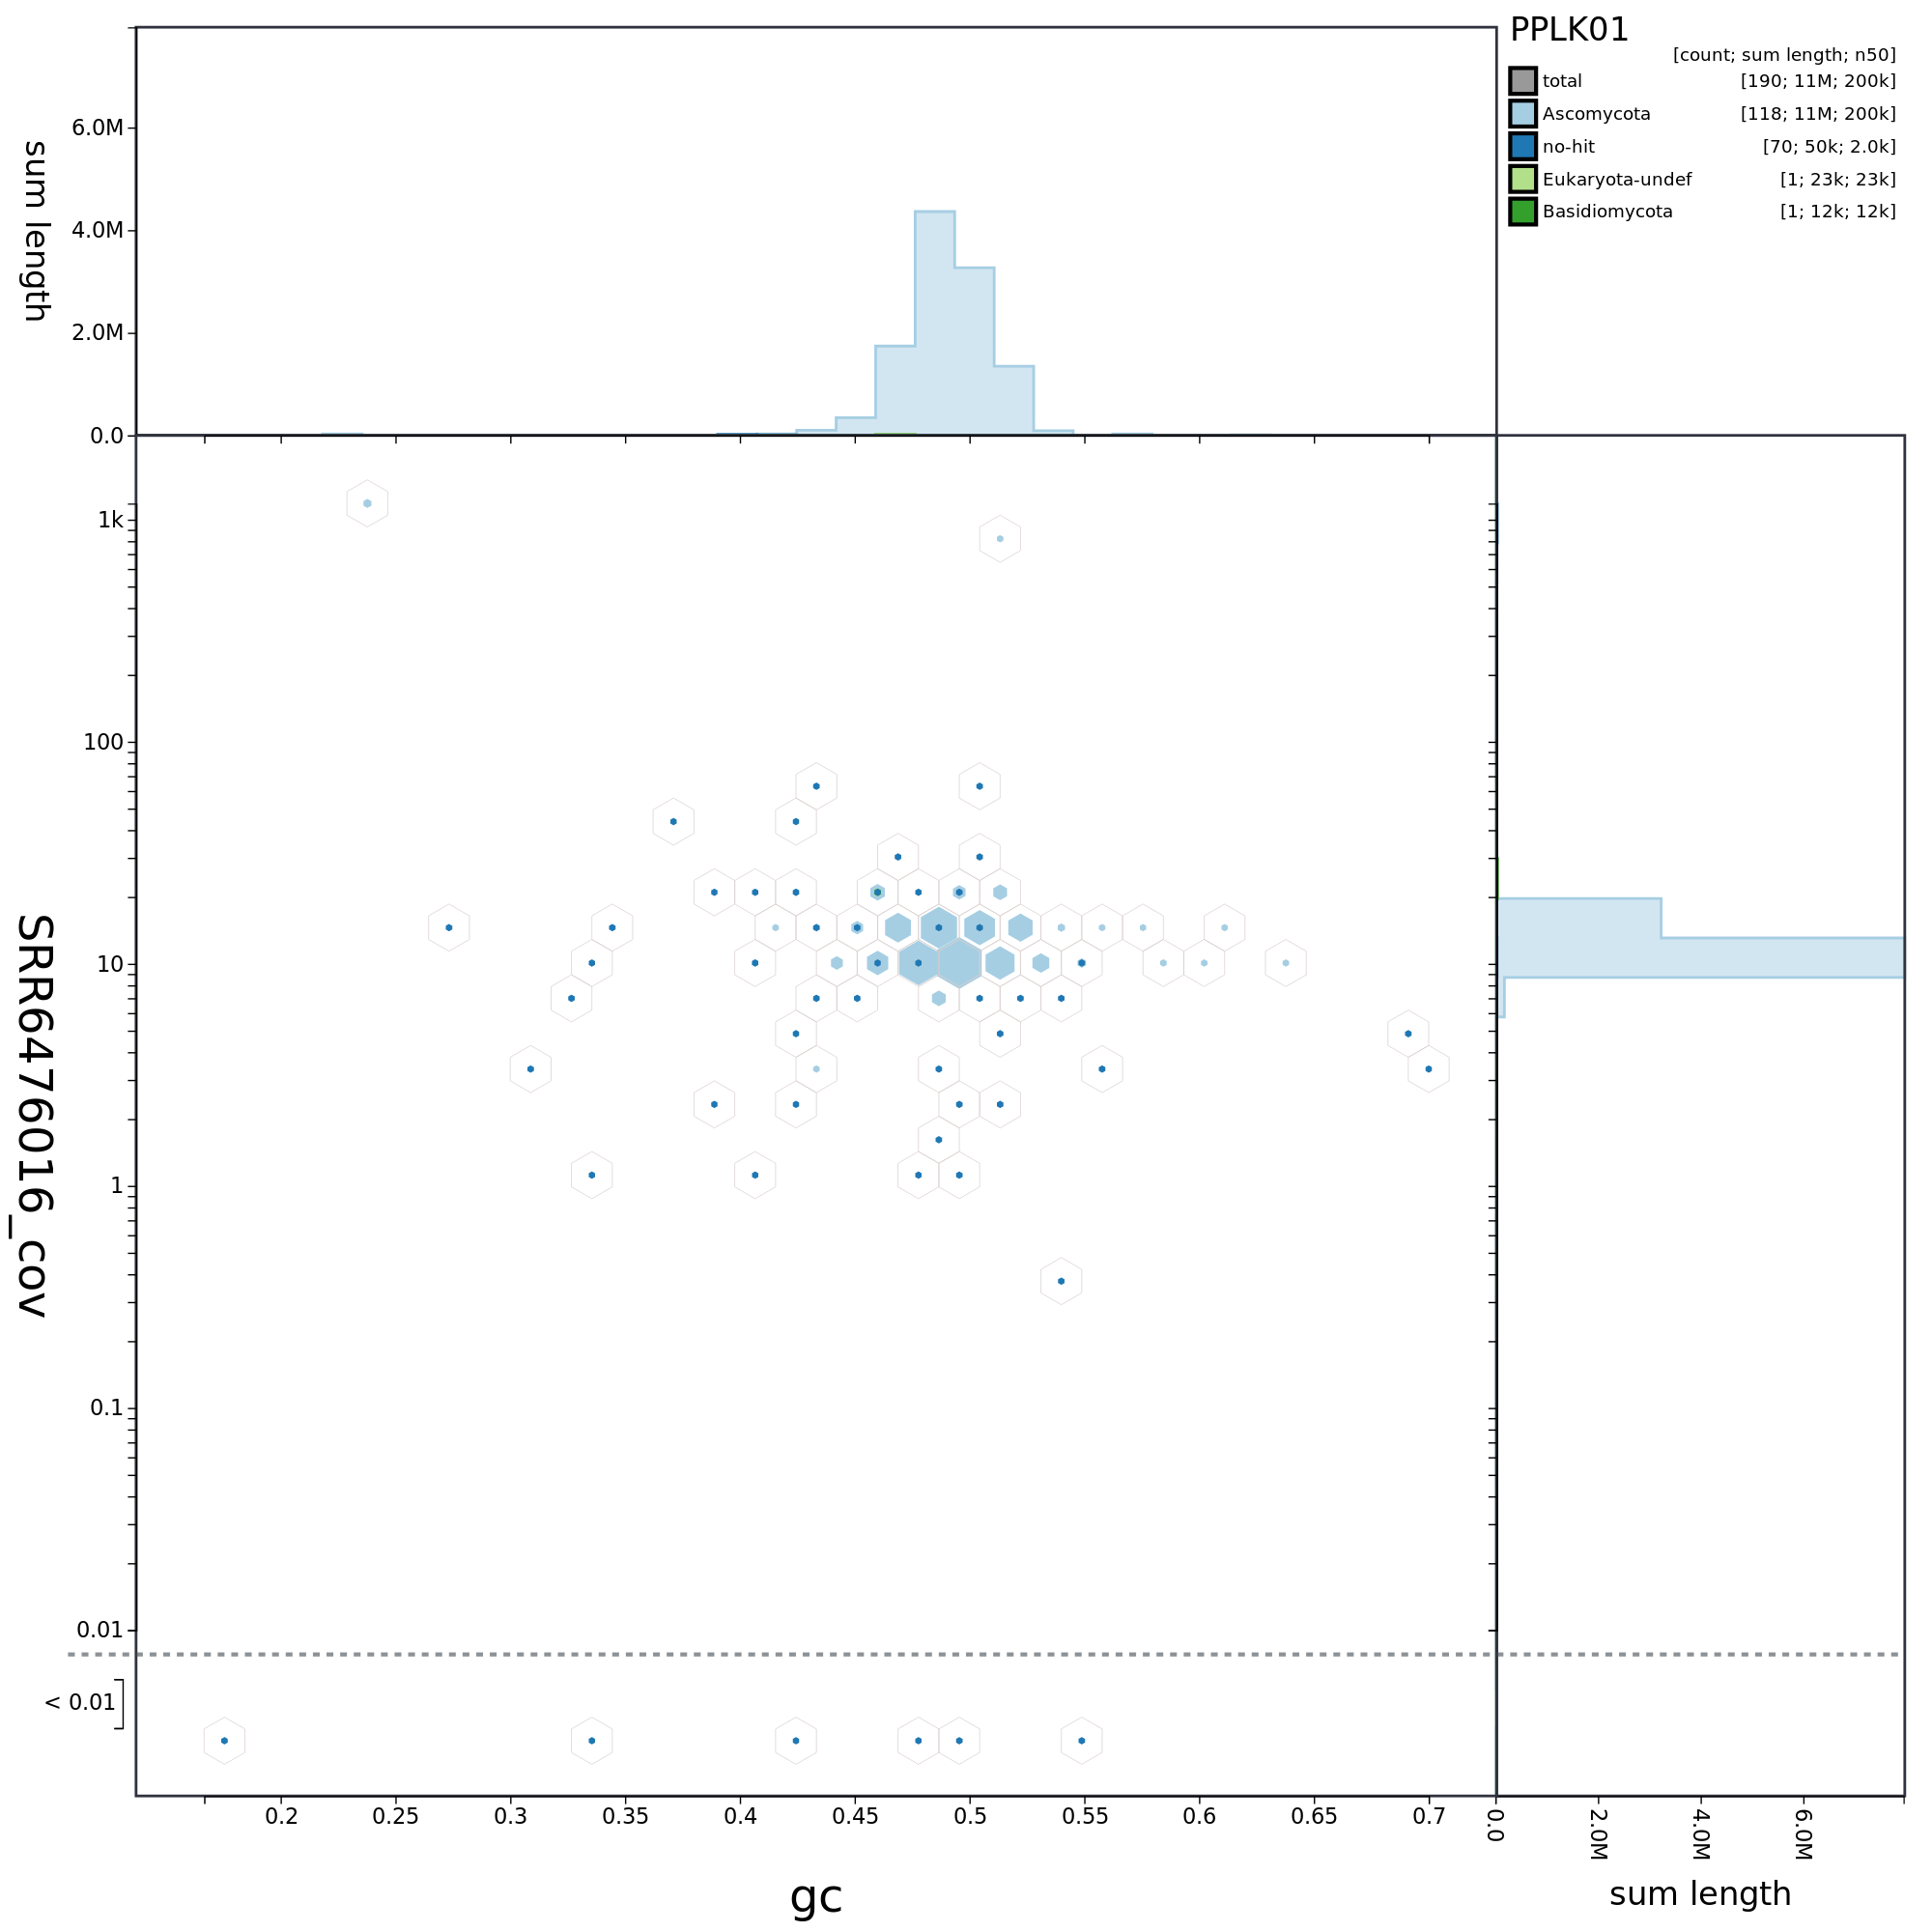 PPLK01
[count; sum length; n50]
total [190; 11M; 200k]
Ascomycota [118; 11M; 200k]
no-hit [70; 50k; 2.0k]
Eukaryota-undef [1; 23k; 23k]
Basidiomycota [1; 12k; 12k]
sum length
6.0M
4.0M
2.0M
0.0
SRR6476016_cov
1k
100
10
1
0.1
0.01
< 0.01
0.2 0.25 0.3 0.35 0.4 0.45 0.5 0.55 0.6 0.65 0.7
gc
0.0 2.0M 4.0M 6.0M
sum length